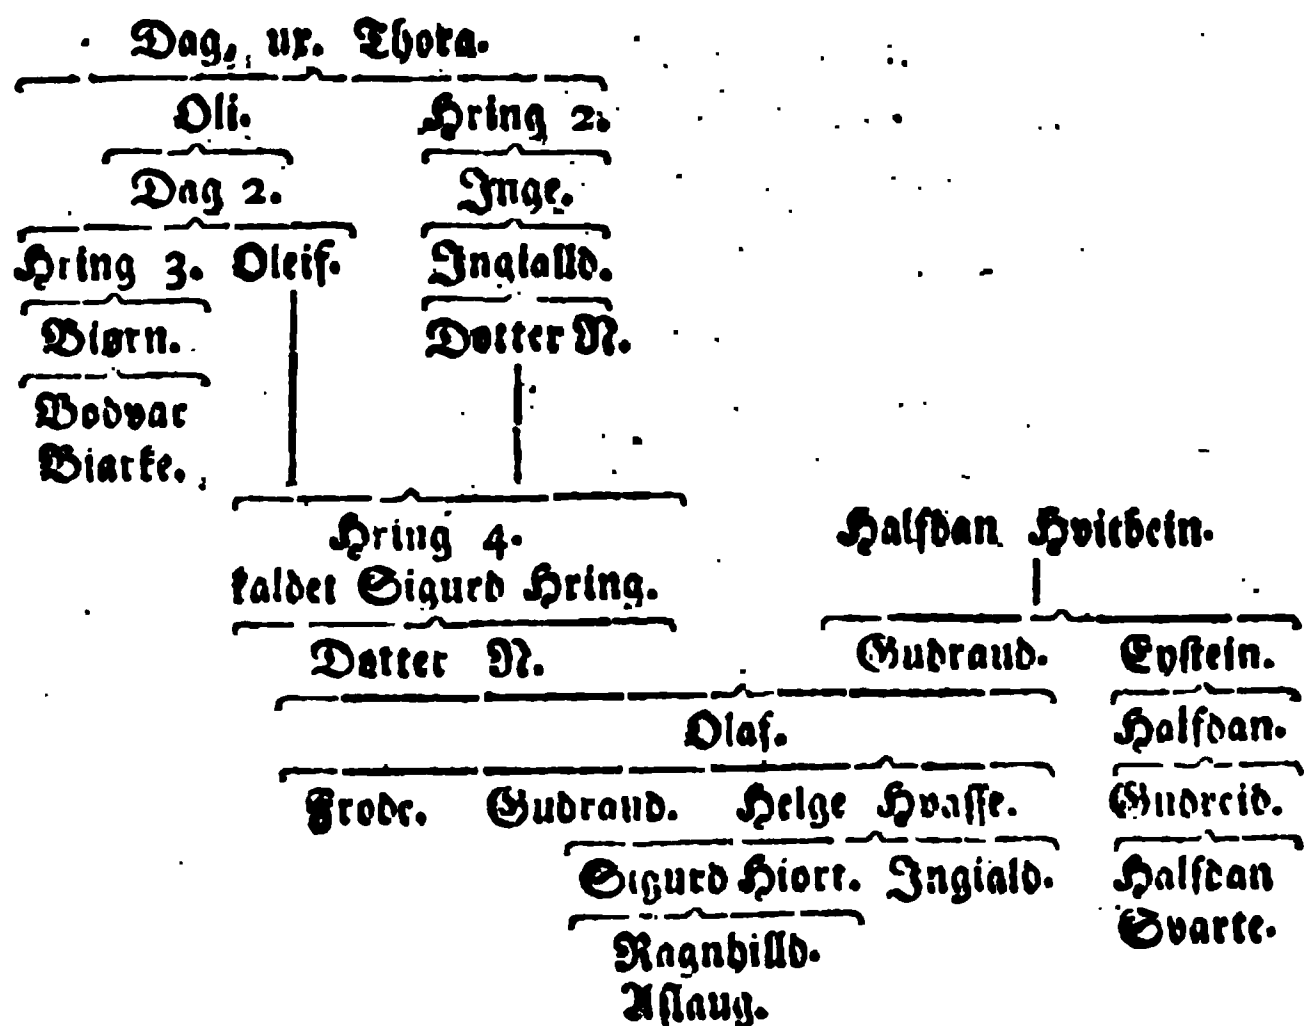 Dag, ux. Thora.
Oli. Hring 2.
Dag 2. Inge.
Hring 3. Oleif. Ingialld.
Biørn. Dotter N.
Bodvar
Biarke.
Hring 4. Halfdan Hvitbein.
kaldet Sigurd Hring.
Dotter N. Gudraud. Eystein.
Olaf. Halfdan.
Frode. Gudraud. Helge Hvasse. Gudreid.
Sigurd Hiort. Ingiald. Halfdan
Svarte.
Ragnhilld.
Aslaug.